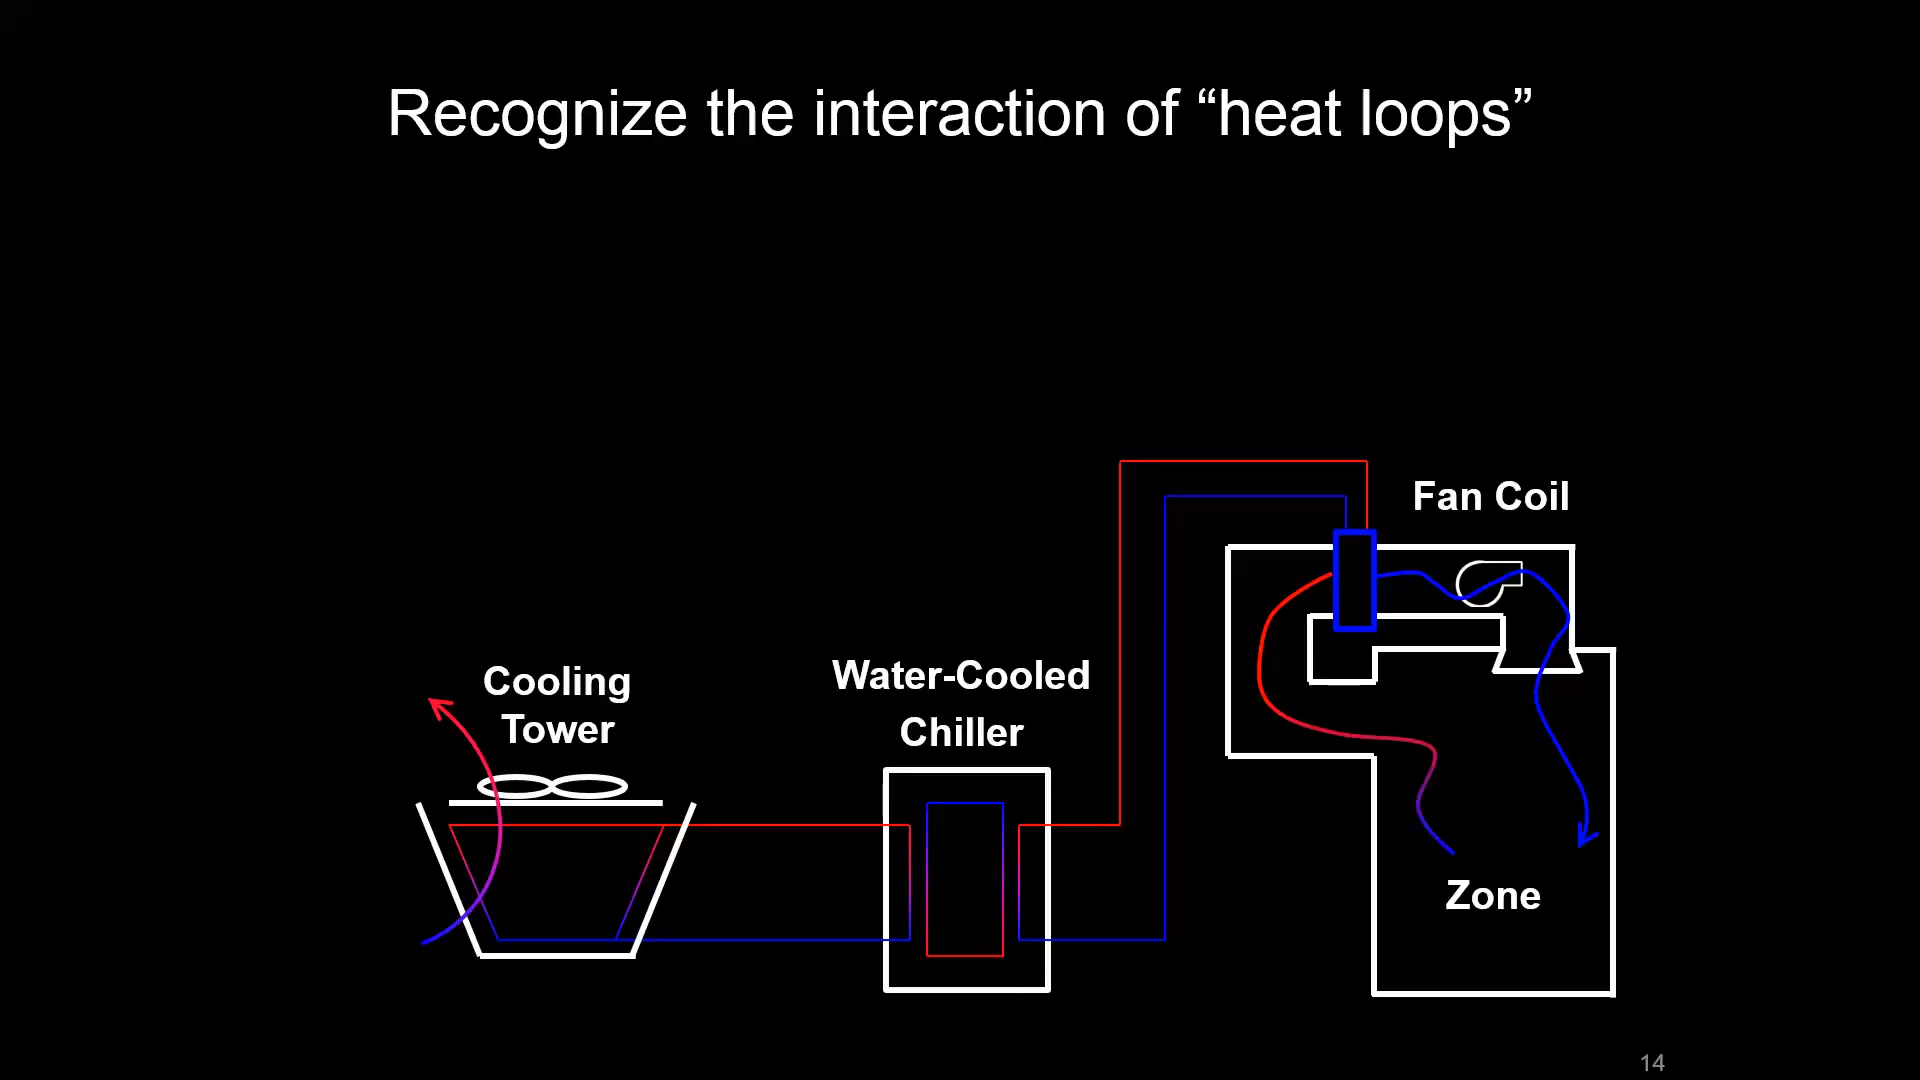 Recognize the interaction of “heat loops”
Fan Coil
Cooling
Tower
Water-Cooled
Chiller
Zone
14